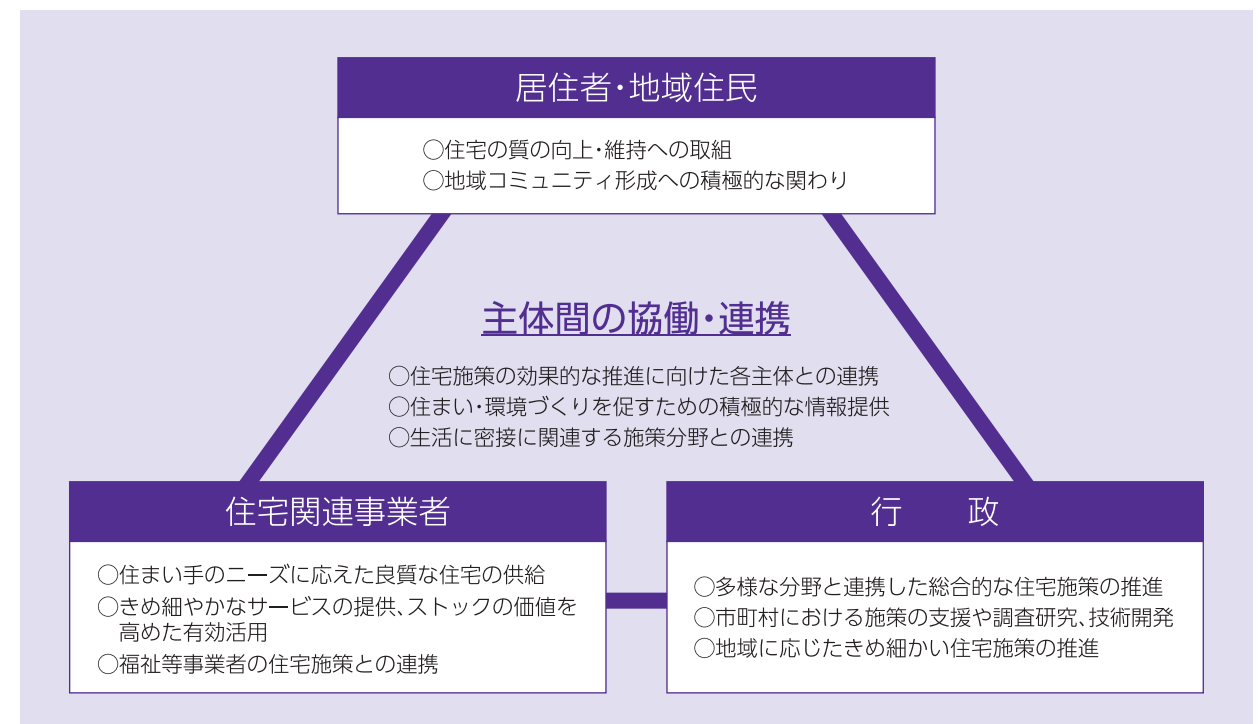 居住者・地域住民
○住宅の質の向上・維持への取組
○地域コミュニティ形成への積極的な関わり
主体間の協働・連携
○住宅施策の効果的な推進に向けた各主体との連携
○住まい・環境づくりを促すための積極的な情報提供
○生活に密接に関連する施策分野との連携
住宅関連事業者
○住まい手のニーズに応えた良質な住宅の供給
○きめ細やかなサービスの提供、ストックの価値を
高めた有効活用
○福祉等事業者の住宅施策との連携
行　　政
○多様な分野と連携した総合的な住宅施策の推進
○市町村における施策の支援や調査研究、技術開発
○地域に応じたきめ細かい住宅施策の推進